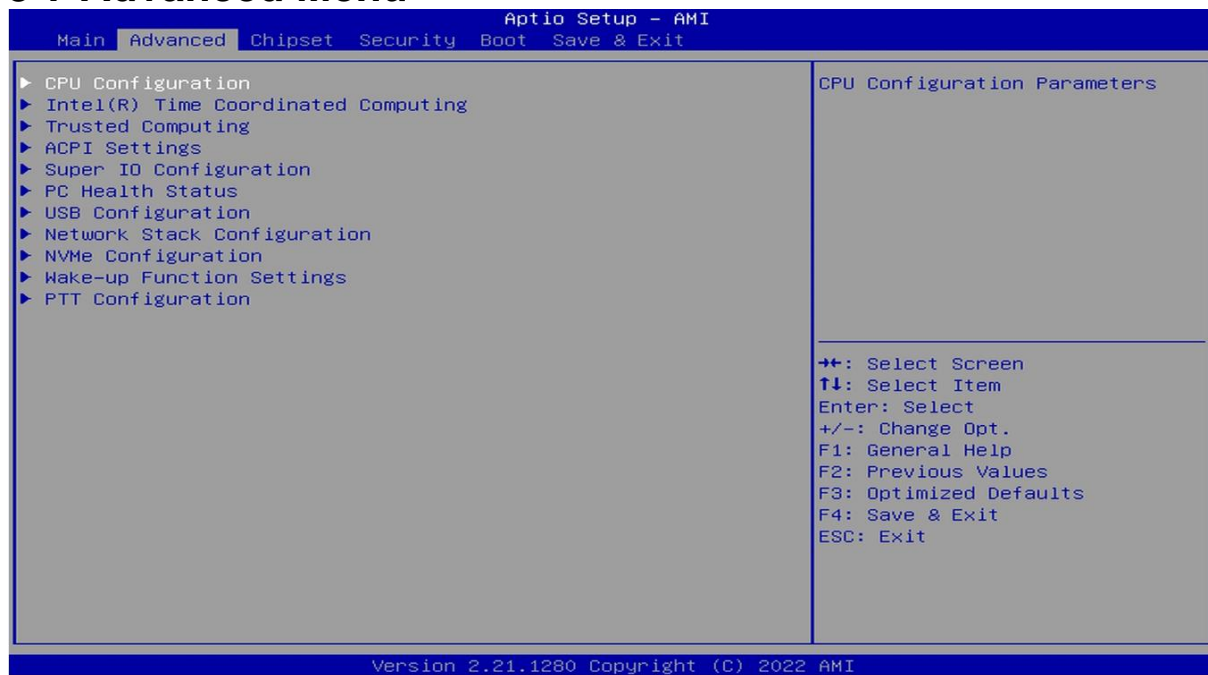 Aptio Setup – AMI
Main Advanced Chipset Security Boot Save & Exit
▶ CPU Configuration
▶ Intel(R) Time Coordinated Computing
▶ Trusted Computing
▶ ACPI Settings
▶ Super IO Configuration
▶ PC Health Status
▶ USB Configuration
▶ Network Stack Configuration
▶ NVMe Configuration
▶ Wake-up Function Settings
▶ PTT Configuration
CPU Configuration Parameters
→←: Select Screen
↑↓: Select Item
Enter: Select
+/-: Change Opt.
F1: General Help
F2: Previous Values
F3: Optimized Defaults
F4: Save & Exit
ESC: Exit
Version 2.21.1280 Copyright (C) 2022 AMI